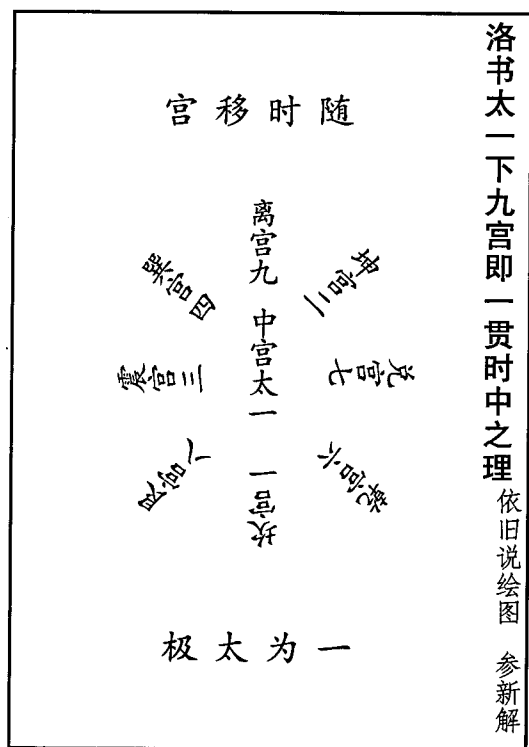 洛书太一下九宫即一贯时中之理
依旧说绘图 参新解
随时移宫
离宫九
坤宫二
兑宫七
乾宫六
坎宫一
艮宫八
震宫三
巽宫四
中宫太一
一为太极